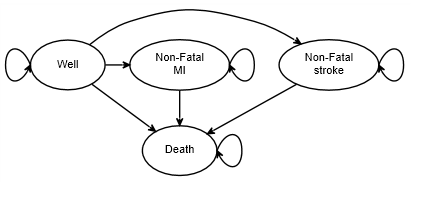 Well
Non-Fatal
MI
Non-Fatal
stroke
Death